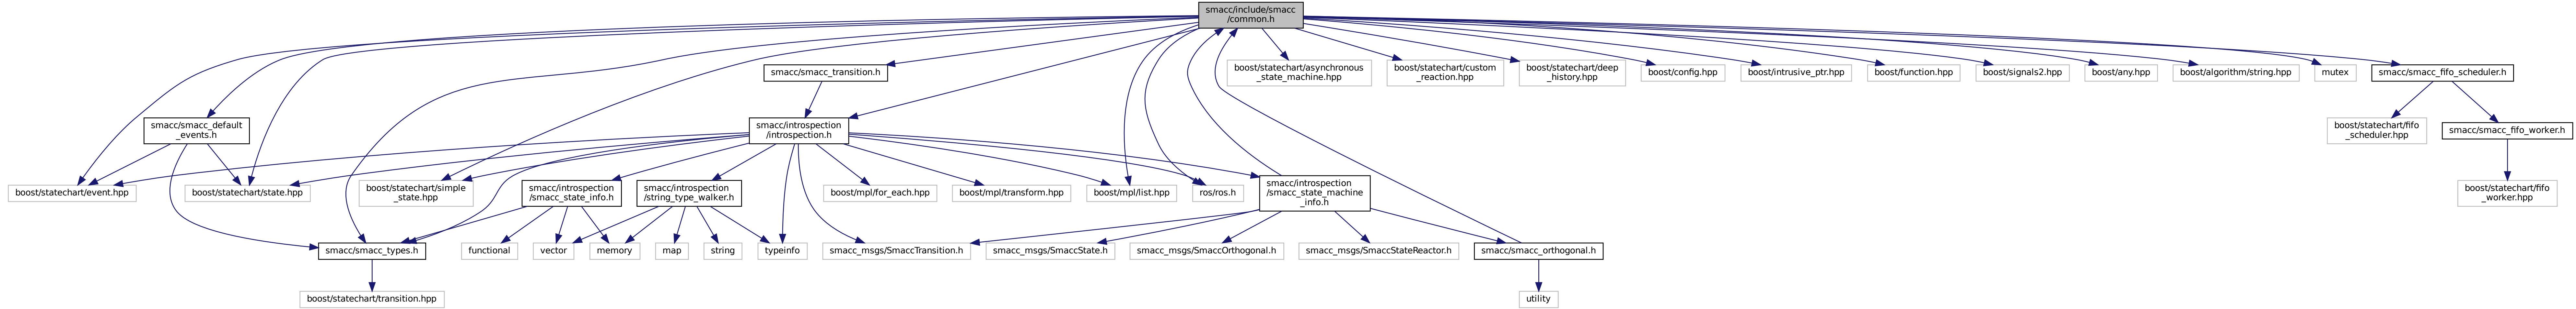 smacc/include/smacc
/common.h
smacc/smacc_transition.h
boost/statechart/asynchronous
_state_machine.hpp
boost/statechart/custom
_reaction.hpp
boost/statechart/deep
_history.hpp
boost/config.hpp
boost/intrusive_ptr.hpp
boost/function.hpp
boost/signals2.hpp
boost/any.hpp
boost/algorithm/string.hpp
mutex
smacc/smacc_fifo_scheduler.h
smacc/smacc_default
_events.h
smacc/introspection
/introspection.h
boost/statechart/fifo
_scheduler.hpp
smacc/smacc_fifo_worker.h
boost/statechart/event.hpp
boost/statechart/state.hpp
boost/statechart/simple
_state.hpp
smacc/introspection
/smacc_state_info.h
smacc/introspection
/string_type_walker.h
boost/mpl/for_each.hpp
boost/mpl/transform.hpp
boost/mpl/list.hpp
ros/ros.h
smacc/introspection
/smacc_state_machine
_info.h
boost/statechart/fifo
_worker.hpp
smacc/smacc_types.h
functional
vector
memory
map
string
typeinfo
smacc_msgs/SmaccTransition.h
smacc_msgs/SmaccState.h
smacc_msgs/SmaccOrthogonal.h
smacc_msgs/SmaccStateReactor.h
smacc/smacc_orthogonal.h
boost/statechart/transition.hpp
utility